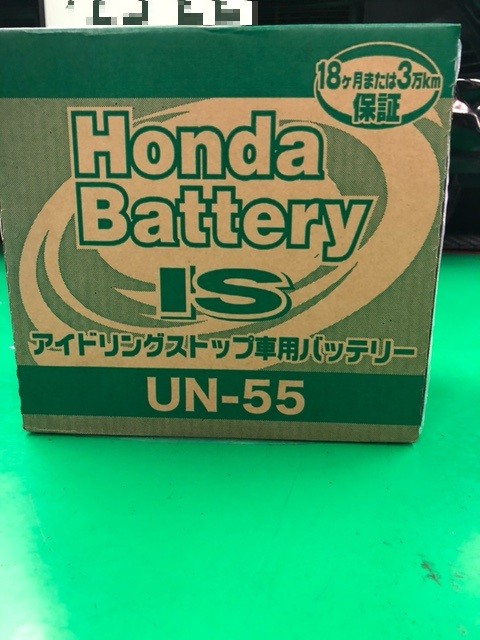 18ヶ月または3万km
保証
Honda
Battery
IS
アイドリングストップ車用バッテリー
UN-55